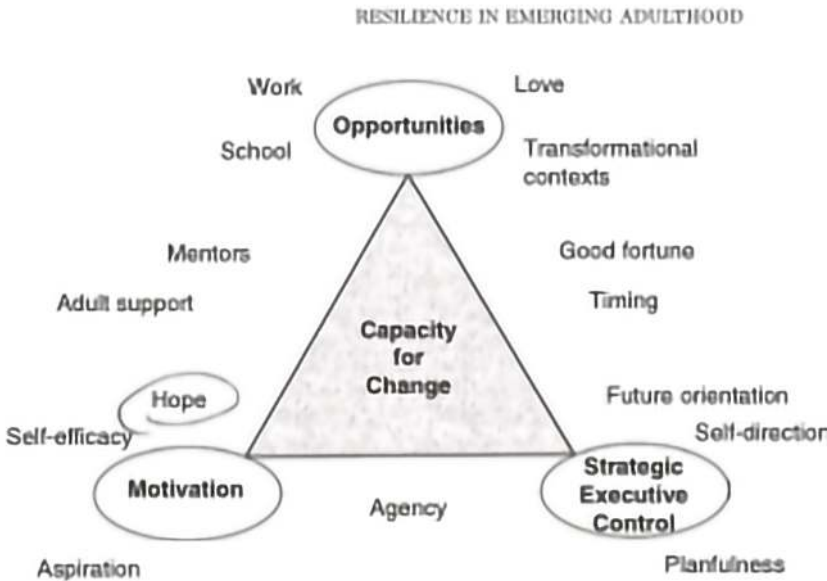 RESILIENCE IN EMERGING ADULTHOOD
Work
Love
Opportunities
School
Transformational
contexts
Mentors
Good fortune
Adult support
Timing
Capacity
for
Change
Hope
Future orientation
Self-efficacy
Self-direction
Motivation
Strategic
Executive
Control
Agency
Aspiration
Planfulness